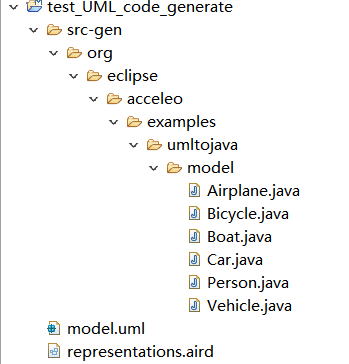 test_UML_code_generate
src-gen
org
eclipse
acceleo
examples
umltojava
model
Airplane.java
Bicycle.java
Boat.java
Car.java
Person.java
Vehicle.java
model.uml
representations.aird